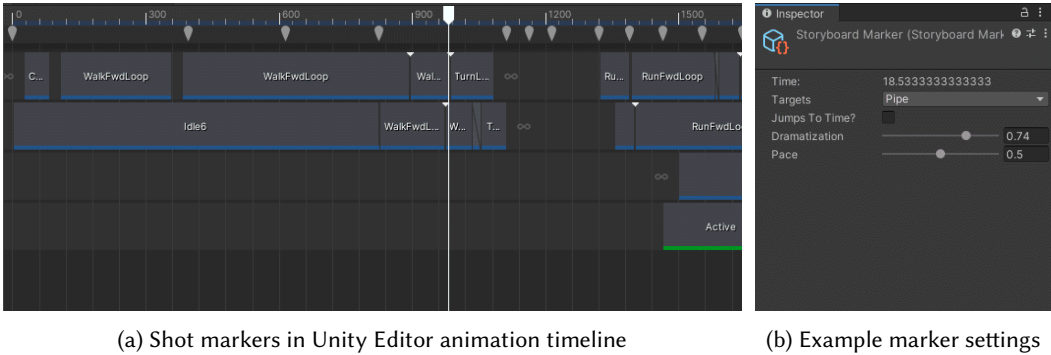 0 300 600 900 1200 1500
C... WalkFwdLoop WalkFwdLoop Wal... TurnL... Ru... RunFwdLoop
Idle6 WalkFwdL... W... T... RunFwdLo
Active
Inspector
Storyboard Marker (Storyboard Mark
Time: 18.5333333333333
Targets Pipe
Jumps To Time?
Dramatization 0.74
Pace 0.5
(a) Shot markers in Unity Editor animation timeline
(b) Example marker settings